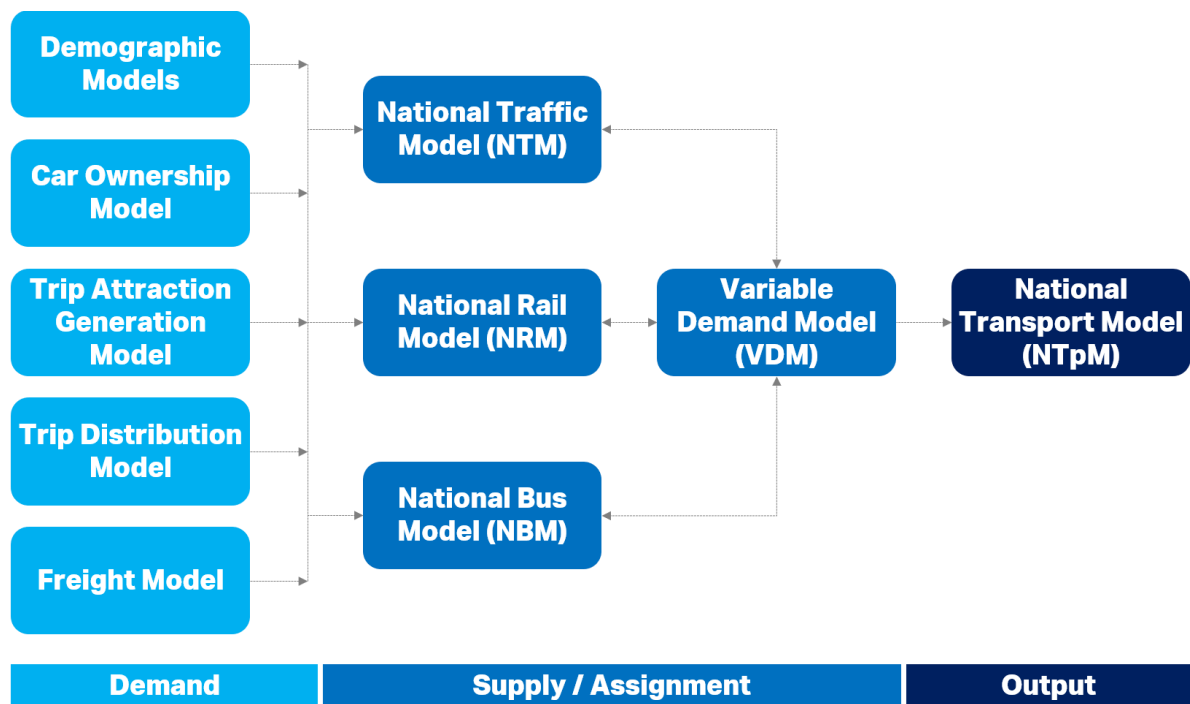 Demographic
Models
Car Ownership
Model
Trip Attraction
Generation
Model
Trip Distribution
Model
Freight Model
National Traffic
Model (NTM)
National Rail
Model (NRM)
National Bus
Model (NBM)
Variable
Demand Model
(VDM)
National
Transport Model
(NTpM)
Demand
Supply / Assignment
Output